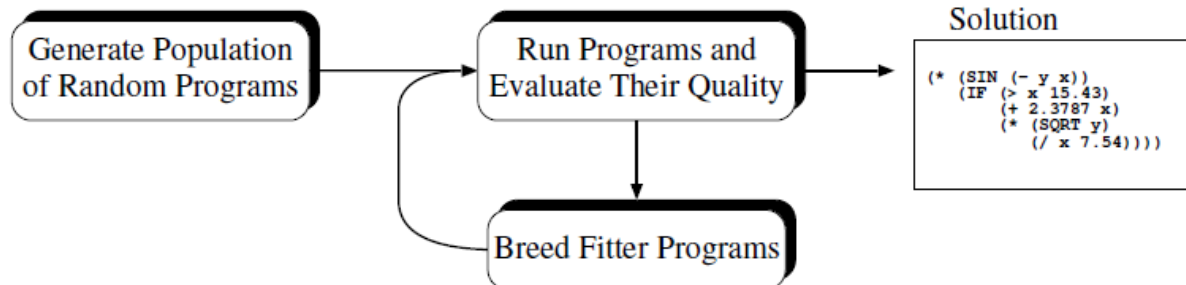 Generate Population
of Random Programs
Run Programs and
Evaluate Their Quality
Breed Fitter Programs
Solution
(* (SIN (- y x))
(IF (> x 15.43)
(+ 2.3787 x)
(* (SQRT y)
(/ x 7.54))))